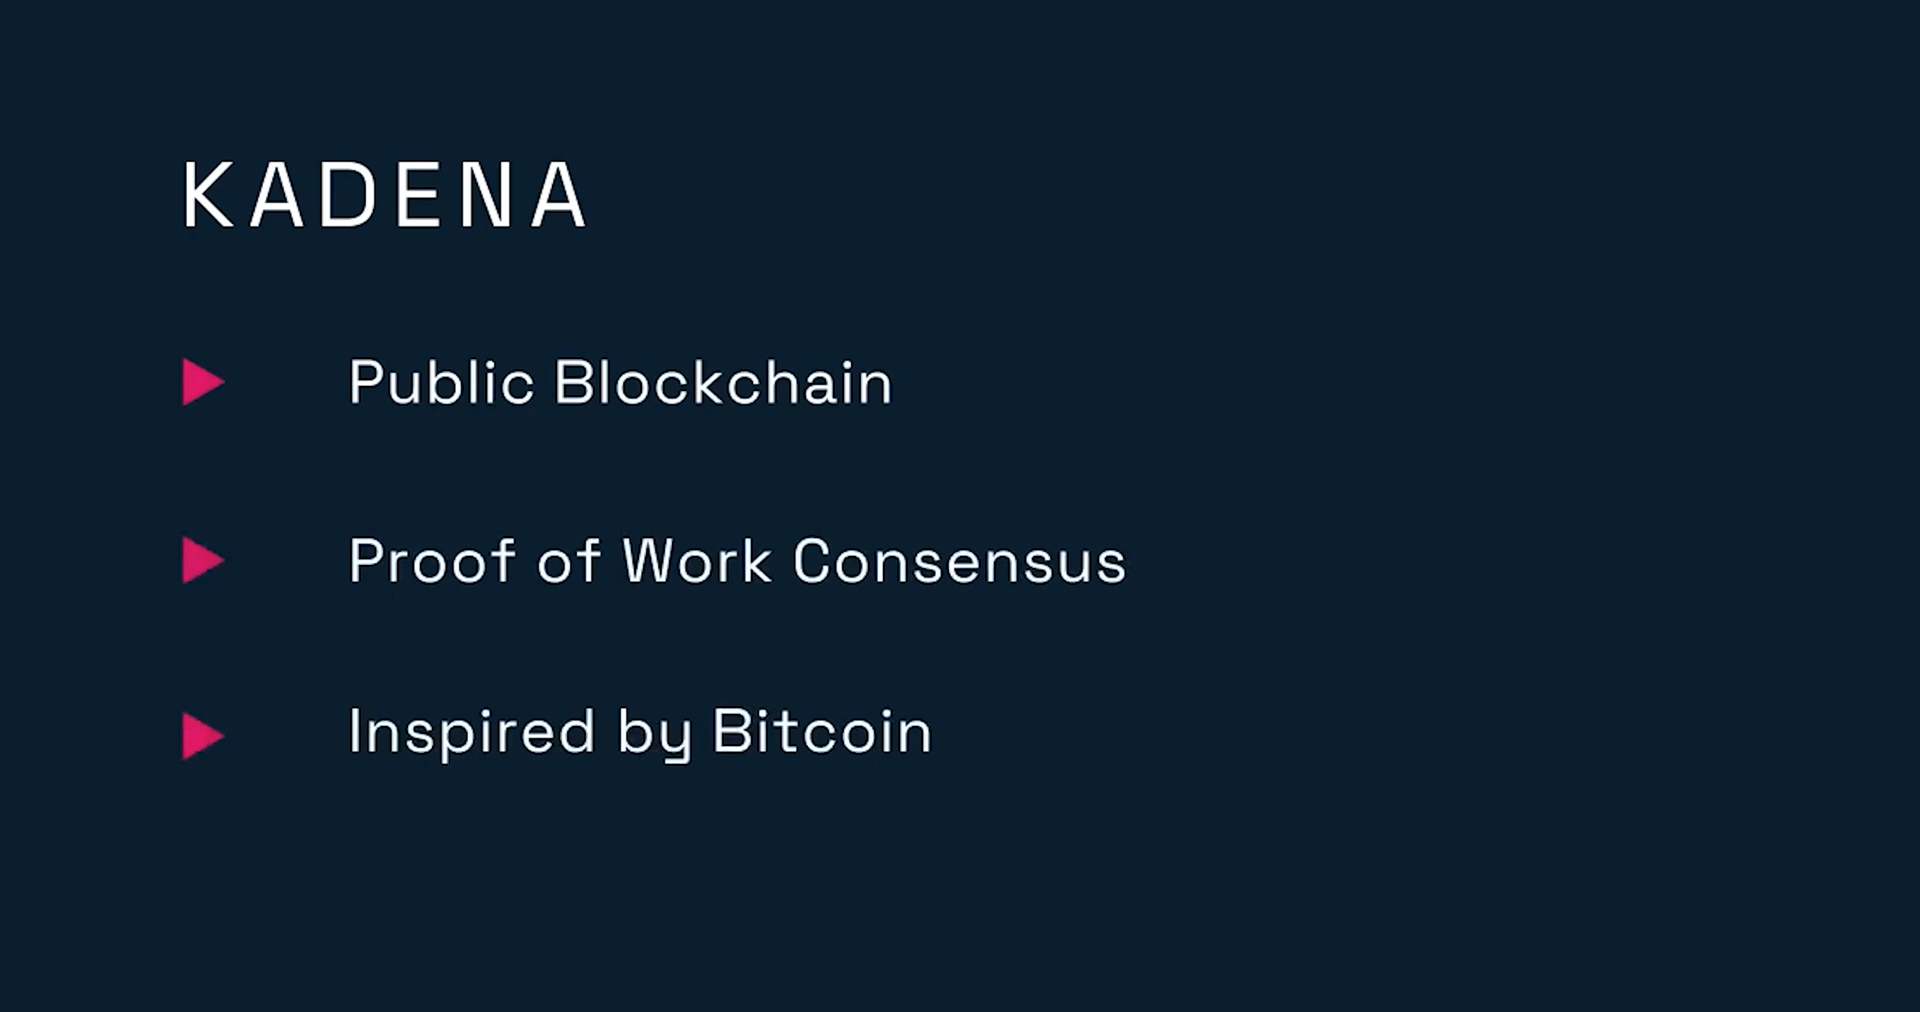 KADENA
Public Blockchain
Proof of Work Consensus
Inspired by Bitcoin